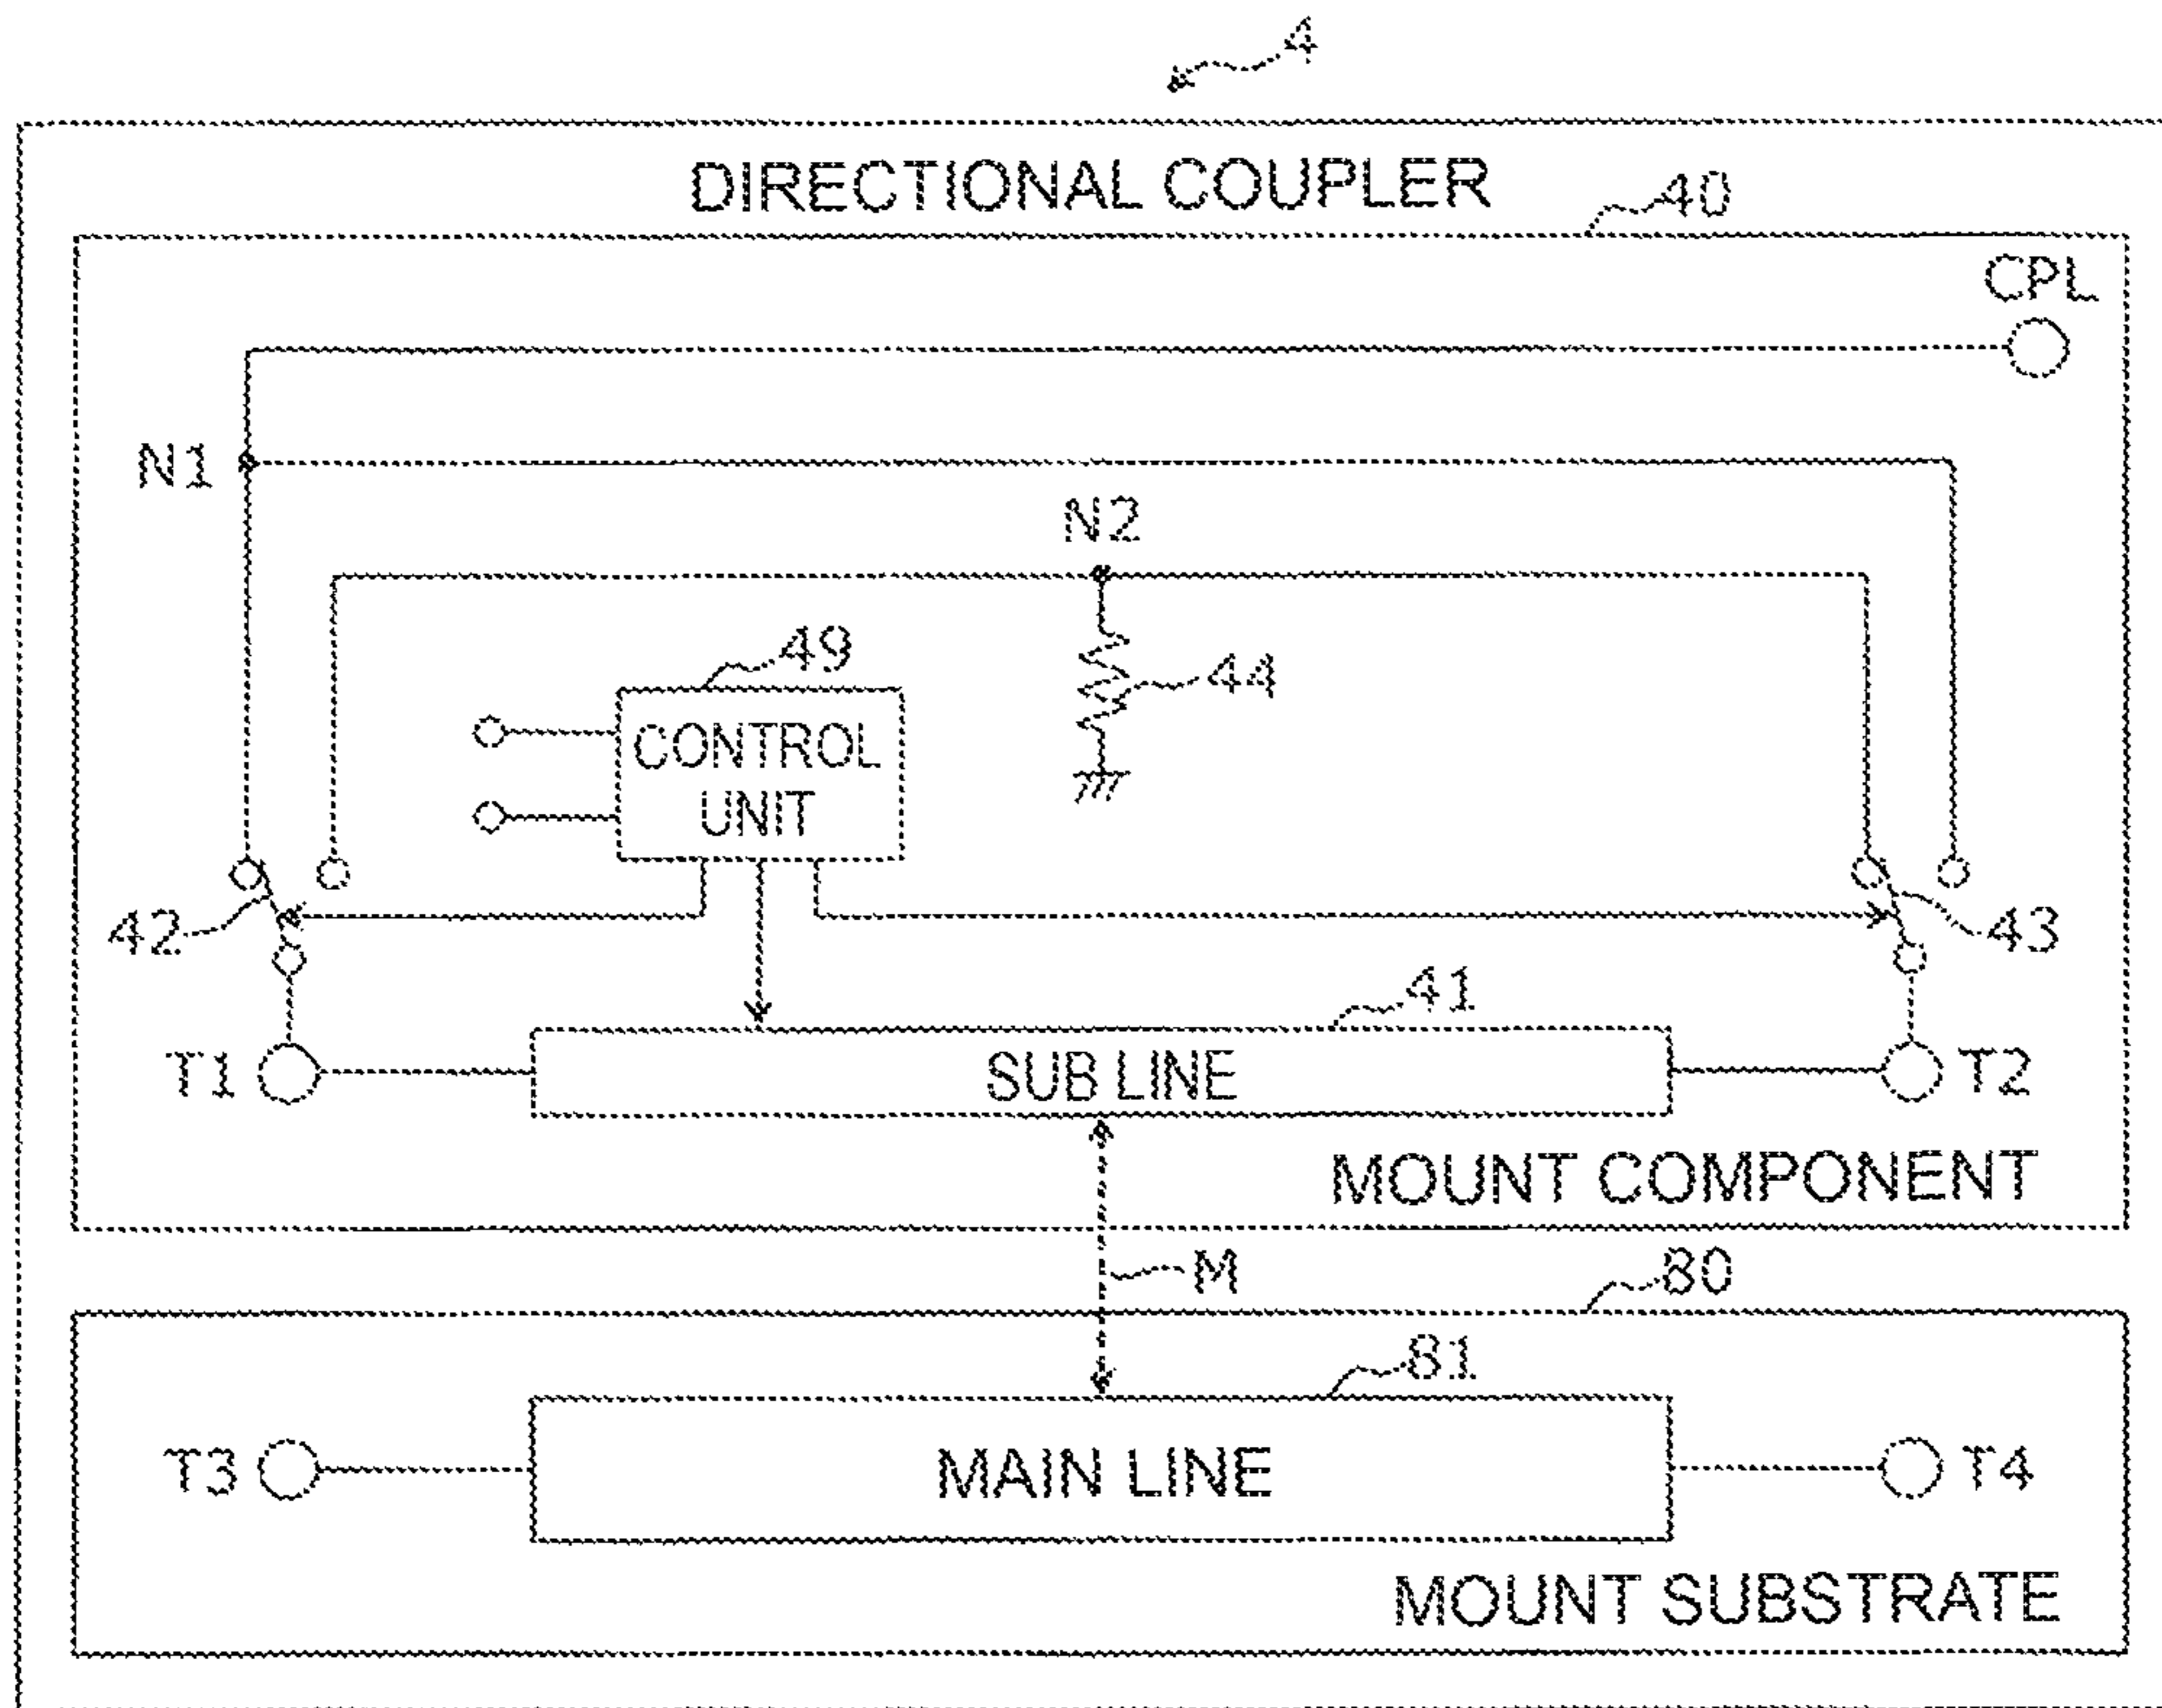 4
DIRECTIONAL COUPLER
40
CPL
N1
N2
49
44
CONTROL
UNIT
42
43
41
T1
SUB LINE
T2
MOUNT COMPONENT
M
80
81
T3
MAIN LINE
T4
MOUNT SUBSTRATE